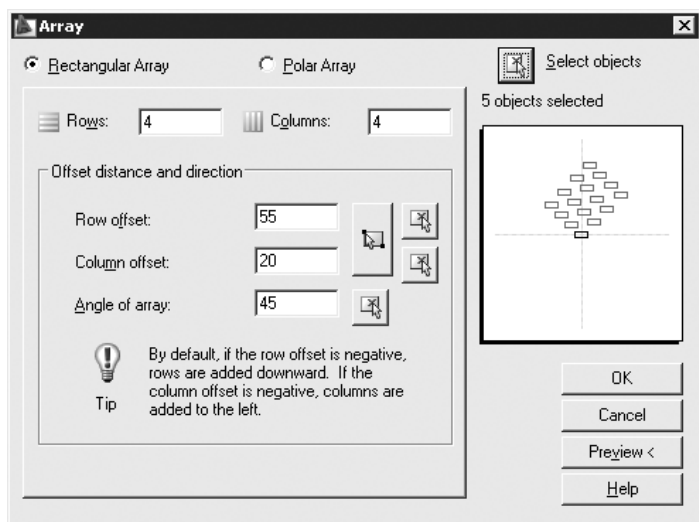 Array
Rectangular Array
Polar Array
Select objects
5 objects selected
Rows: 4
Columns: 4
Offset distance and direction
Row offset: 55
Column offset: 20
Angle of array: 45
Tip
By default, if the row offset is negative,
rows are added downward. If the
column offset is negative, columns are
added to the left.
OK
Cancel
Preview <
Help